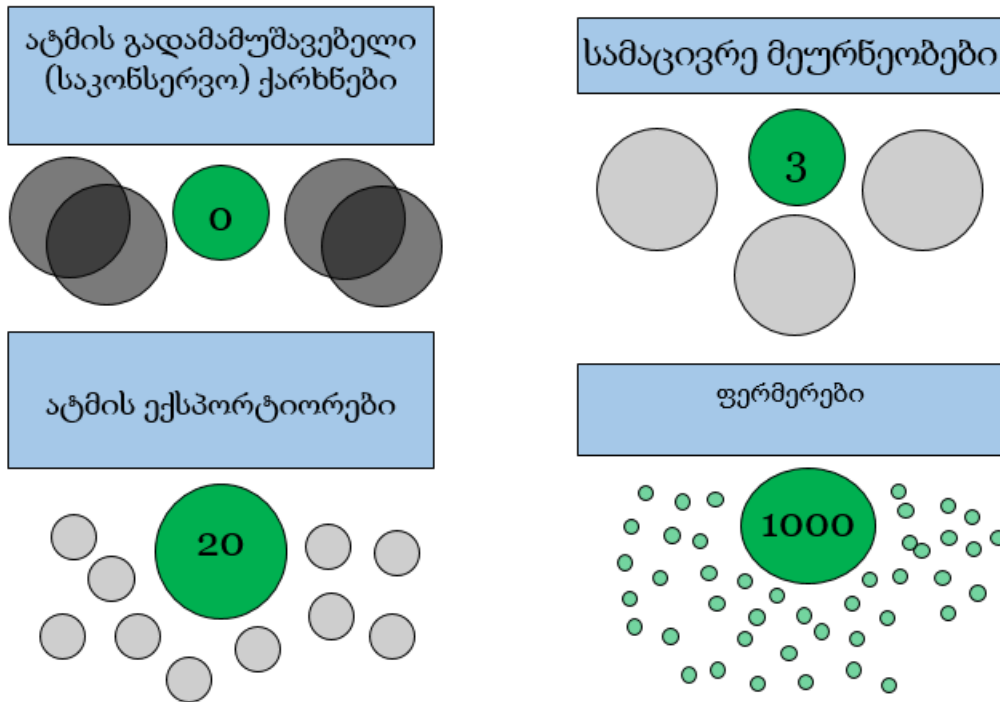 ატმის გადამამუშავებელი
(საკონსერვო) ქარხნები
0
სამაცივრე მეურნეობები
3
ატმის ექსპორტიორები
20
ფერმერები
1000